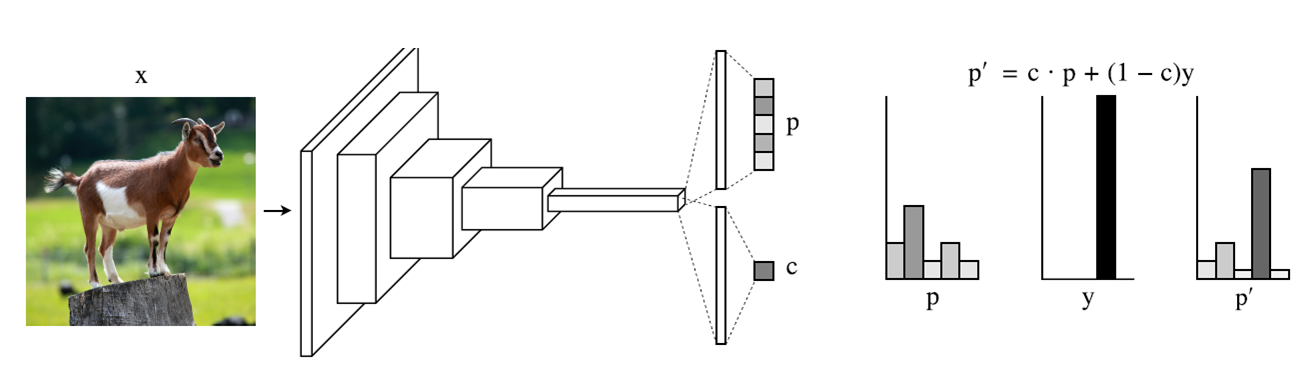 x
p
c
p′ = c · p + (1 − c)y
p
y
p′